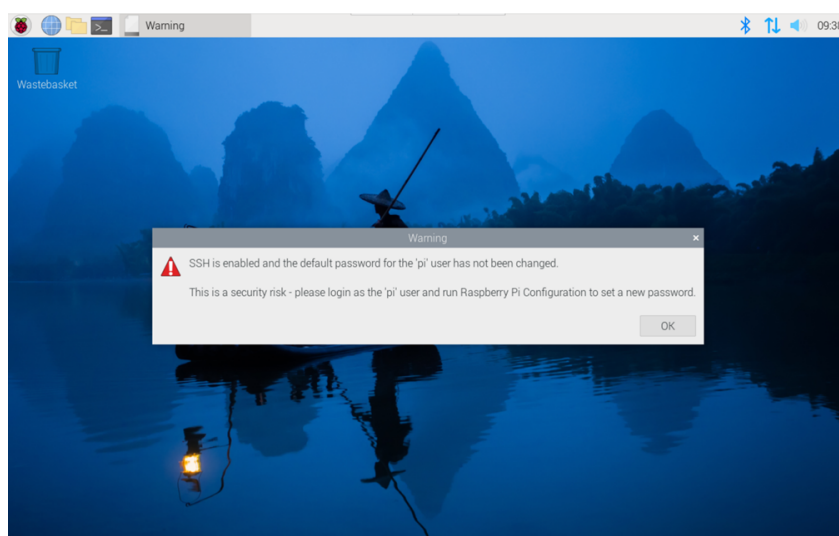 Warning
09:38
Wastebasket
Warning
SSH is enabled and the default password for the 'pi' user has not been changed.
This is a security risk - please login as the 'pi' user and run Raspberry Pi Configuration to set a new password.
OK